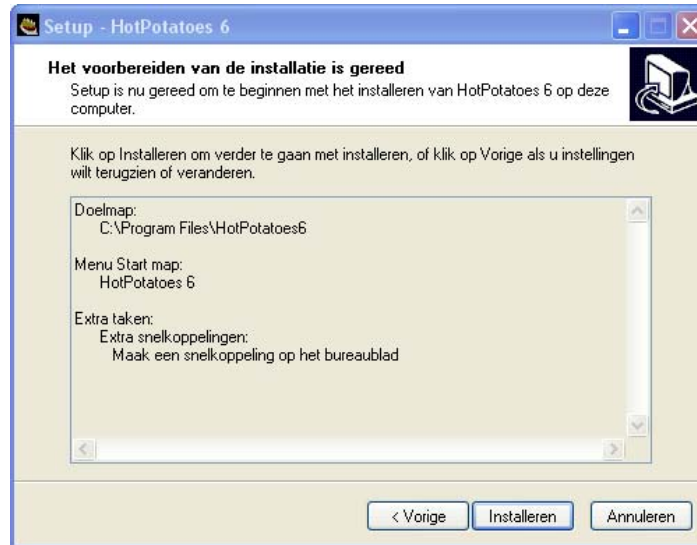 Setup - HotPotatoes 6
Het voorbereiden van de installatie is gereed
Setup is nu gereed om te beginnen met het installeren van HotPotatoes 6 op deze
computer.
Klik op Installeren om verder te gaan met installeren, of klik op Vorige als u instellingen
wilt terugzien of veranderen.
Doelmap:
C:\Program Files\HotPotatoes6
Menu Start map:
HotPotatoes 6
Extra taken:
Extra snelkoppelingen:
Maak een snelkoppeling op het bureaublad
< Vorige
Installeren
Annuleren